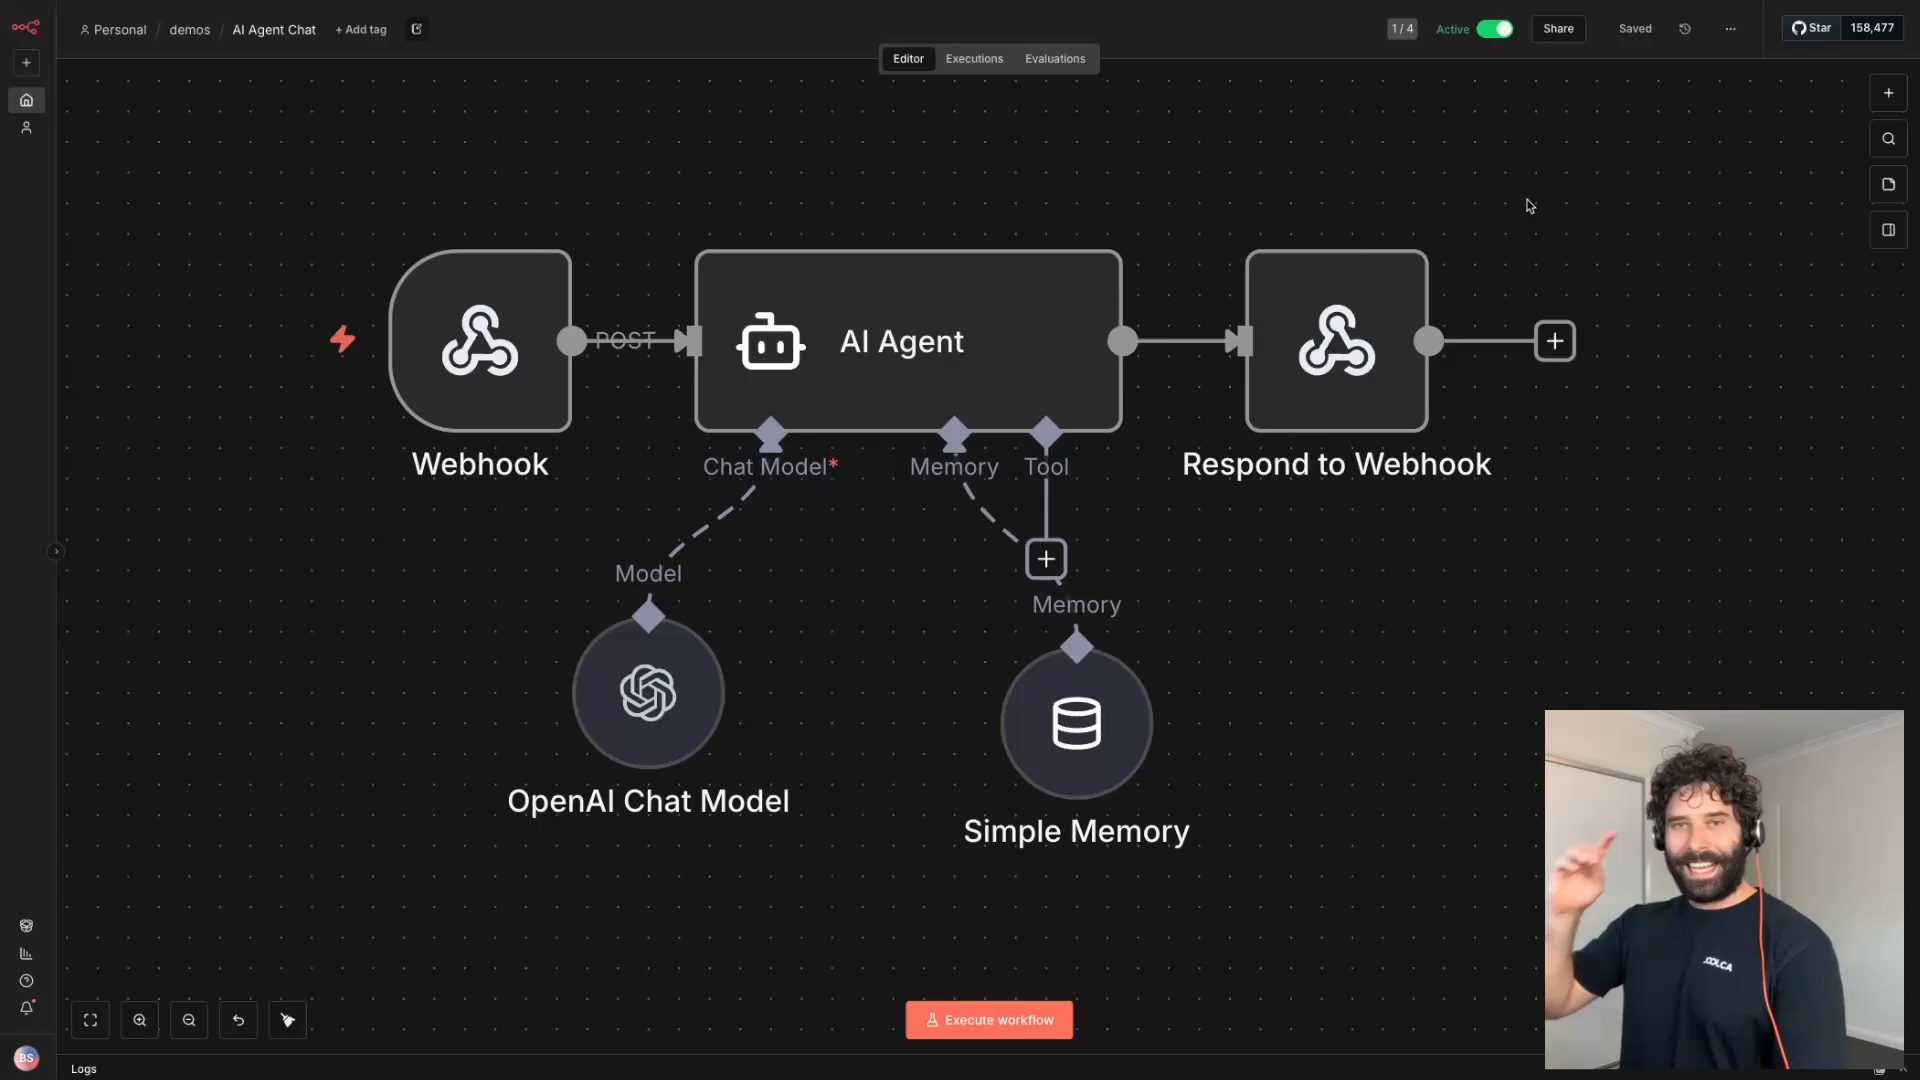 Personal / demos / AI Agent Chat + Add tag
1 / 4 Active Share Saved ... Star 158,477
Editor Executions Evaluations
POST
AI Agent
Webhook
Chat Model*
Memory
Tool
Respond to Webhook
Model
Memory
OpenAI Chat Model
Simple Memory
JOLCA
Execute workflow
BS
Logs